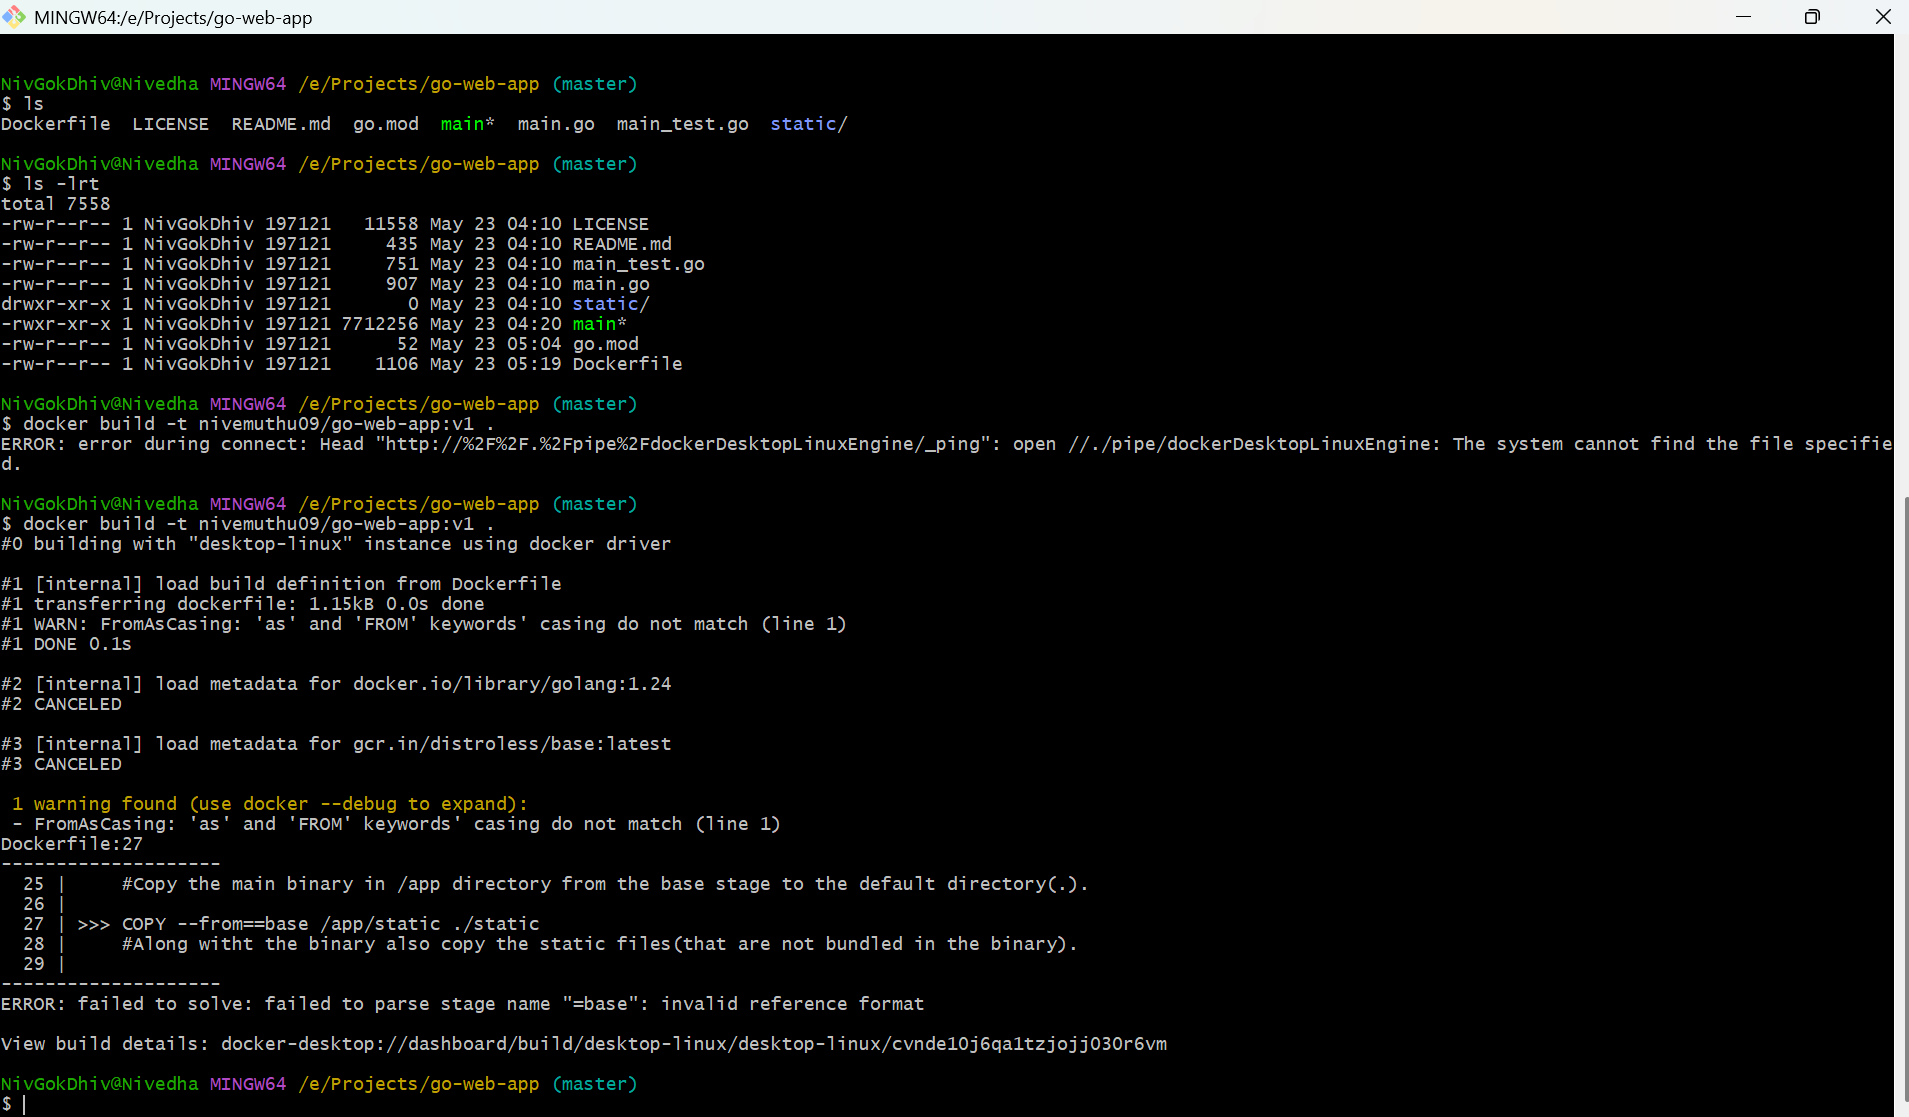 MINGW64:/e/Projects/go-web-app
NivGokDhiv@Nivedha MINGW64 /e/Projects/go-web-app (master)
$ ls
Dockerfile  LICENSE  README.md  go.mod  main*  main.go  main_test.go  static/
NivGokDhiv@Nivedha MINGW64 /e/Projects/go-web-app (master)
$ ls -lrt
total 7558
-rw-r--r-- 1 NivGokDhiv 197121   11558 May 23 04:10 LICENSE
-rw-r--r-- 1 NivGokDhiv 197121     435 May 23 04:10 README.md
-rw-r--r-- 1 NivGokDhiv 197121     751 May 23 04:10 main_test.go
-rw-r--r-- 1 NivGokDhiv 197121     907 May 23 04:10 main.go
drwxr-xr-x 1 NivGokDhiv 197121       0 May 23 04:10 static/
-rwxr-xr-x 1 NivGokDhiv 197121 7712256 May 23 04:20 main*
-rw-r--r-- 1 NivGokDhiv 197121      52 May 23 05:04 go.mod
-rw-r--r-- 1 NivGokDhiv 197121    1106 May 23 05:19 Dockerfile
NivGokDhiv@Nivedha MINGW64 /e/Projects/go-web-app (master)
$ docker build -t nivemuthu09/go-web-app:v1 .
ERROR: error during connect: Head "http://%2F%2F.%2Fpipe%2FdockerDesktopLinuxEngine/_ping": open //./pipe/dockerDesktopLinuxEngine: The system cannot find the file specifie
d.
NivGokDhiv@Nivedha MINGW64 /e/Projects/go-web-app (master)
$ docker build -t nivemuthu09/go-web-app:v1 .
#0 building with "desktop-linux" instance using docker driver
#1 [internal] load build definition from Dockerfile
#1 transferring dockerfile: 1.15kB 0.0s done
#1 WARN: FromAsCasing: 'as' and 'FROM' keywords' casing do not match (line 1)
#1 DONE 0.1s
#2 [internal] load metadata for docker.io/library/golang:1.24
#2 CANCELED
#3 [internal] load metadata for gcr.in/distroless/base:latest
#3 CANCELED
1 warning found (use docker --debug to expand):
- FromAsCasing: 'as' and 'FROM' keywords' casing do not match (line 1)
Dockerfile:27
--------------------
25 |     #Copy the main binary in /app directory from the base stage to the default directory(.).
26 |
27 | >>> COPY --from==base /app/static ./static
28 |     #Along witht the binary also copy the static files(that are not bundled in the binary).
29 |
--------------------
ERROR: failed to solve: failed to parse stage name "=base": invalid reference format
View build details: docker-desktop://dashboard/build/desktop-linux/desktop-linux/cvnde10j6qa1tzjojj030r6vm
NivGokDhiv@Nivedha MINGW64 /e/Projects/go-web-app (master)
$